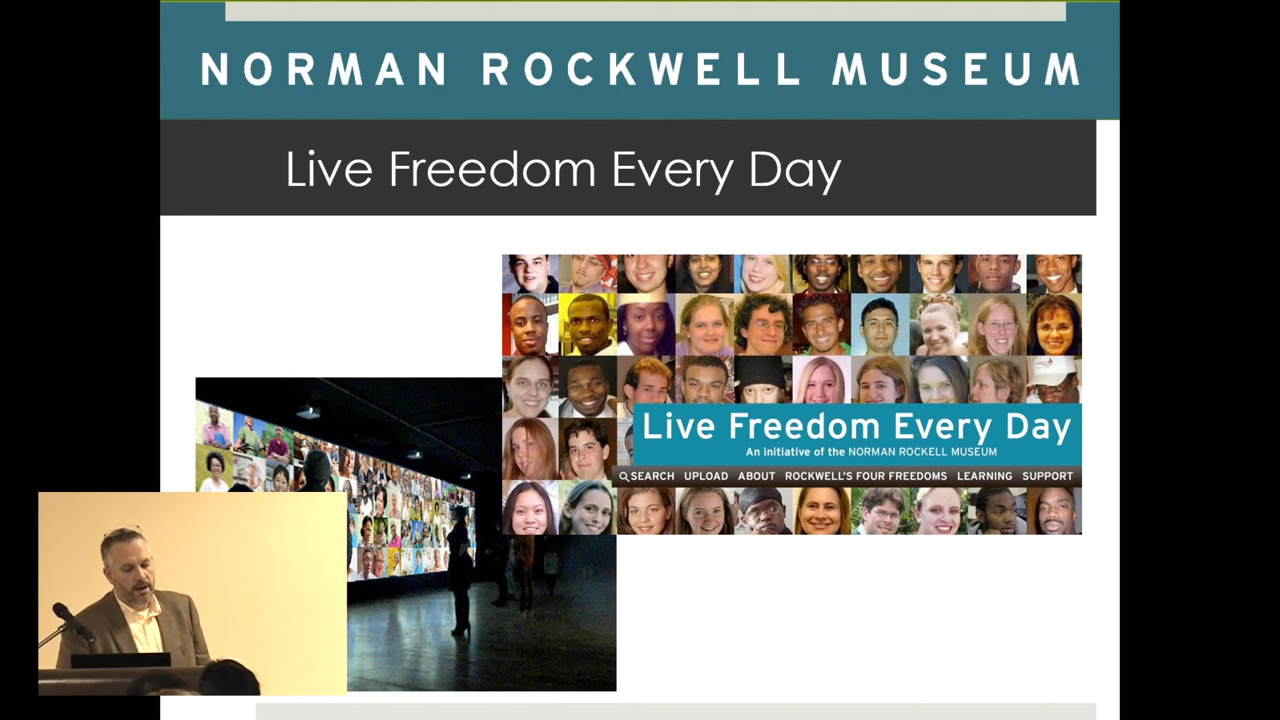 NORMAN ROCKWELL MUSEUM
Live Freedom Every Day
Live Freedom Every Day
An initiative of the NORMAN ROCKELL MUSEUM
SEARCH UPLOAD ABOUT ROCKWELL'S FOUR FREEDOMS LEARNING SUPPORT